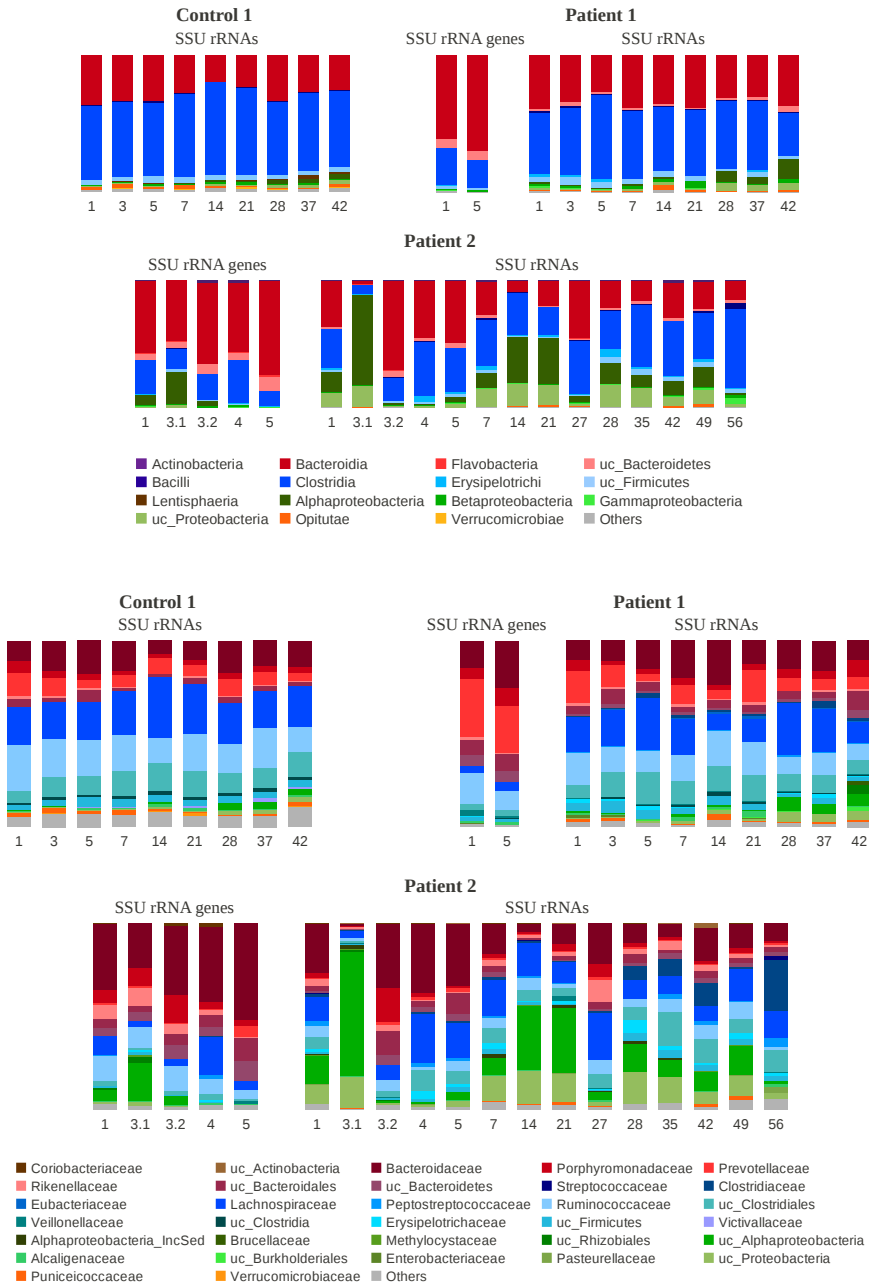 Control 1 Patient 1
SSU rRNAs SSU rRNA genes SSU rRNAs
1 3 5 7 14 21 28 37 42 1 5 1 3 5 7 14 21 28 37 42
Patient 2
SSU rRNA genes SSU rRNAs
1 3.1 3.2 4 5 1 3.1 3.2 4 5 7 14 21 27 28 35 42 49 56
Actinobacteria Bacteroidia Flavobacteria uc_Bacteroidetes
Bacilli Clostridia Erysipelotrichi uc_Firmicutes
Lentisphaeria Alphaproteobacteria Betaproteobacteria Gammaproteobacteria
uc_Proteobacteria Opitutae Verrucomicrobiae Others
Control 1 Patient 1
SSU rRNAs SSU rRNA genes SSU rRNAs
1 3 5 7 14 21 28 37 42 1 5 1 3 5 7 14 21 28 37 42
Patient 2
SSU rRNA genes SSU rRNAs
1 3.1 3.2 4 5 1 3.1 3.2 4 5 7 14 21 27 28 35 42 49 56
Coriobacteriaceae uc_Actinobacteria Bacteroidaceae Porphyromonadaceae Prevotellaceae
Rikenellaceae uc_Bacteroidales uc_Bacteroidetes Streptococcaceae Clostridiaceae
Eubacteriaceae Lachnospiraceae Peptostreptococcaceae Ruminococcaceae uc_Clostridiales
Veillonellaceae uc_Clostridia Erysipelotrichaceae uc_Firmicutes Victivallaceae
Alphaproteobacteria_IncSed Brucellaceae Methylocystaceae uc_Rhizobiales uc_Alphaproteobacteria
Alcaligenaceae uc_Burkholderiales Enterobacteriaceae Pasteurellaceae uc_Proteobacteria
Puniceicoccaceae Verrucomicrobiaceae Others